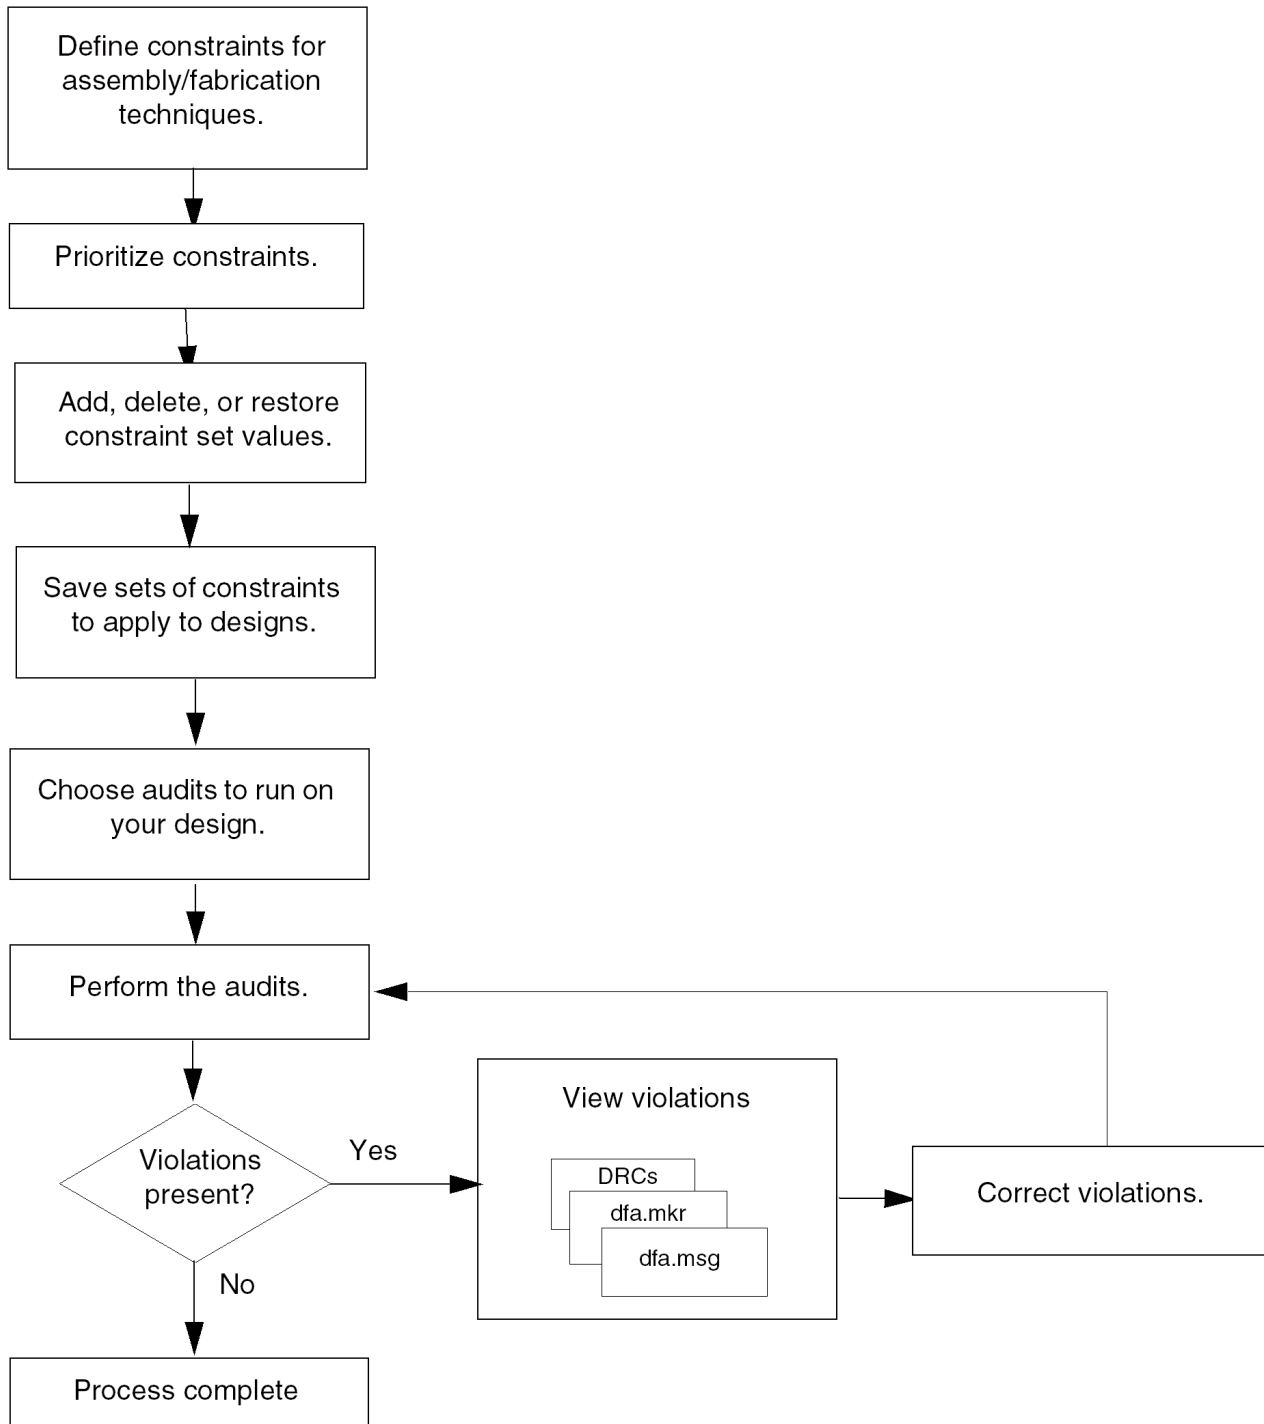 Define constraints for
assembly/fabrication
techniques.
Prioritize constraints.
Add, delete, or restore
constraint set values.
Save sets of constraints
to apply to designs.
Choose audits to run on
your design.
Perform the audits.
Violations
present?
Yes
No
View violations
DRCs
dfa.mkr
dfa.msg
Correct violations.
Process complete